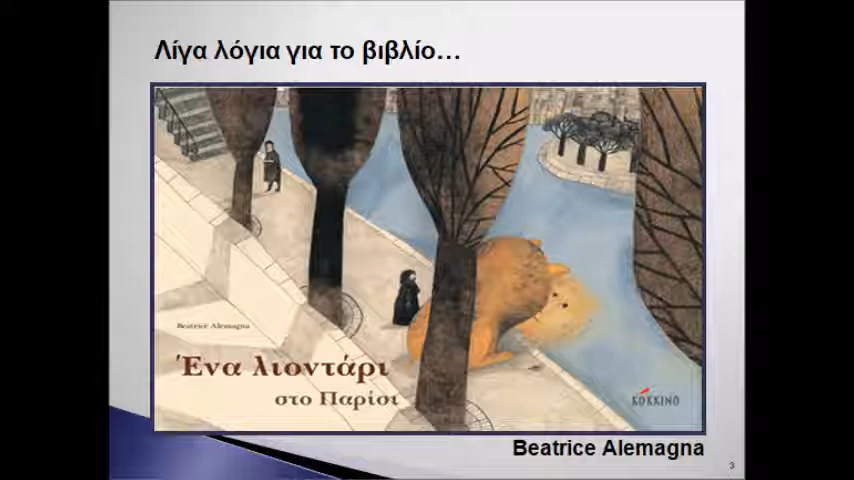 Λίγα λόγια για το βιβλίο…
Beatrice Alemagna
Ένα λιοντάρι
στο Παρίσι
ΚΟΚΚΙΝΟ
Beatrice Alemagna
3